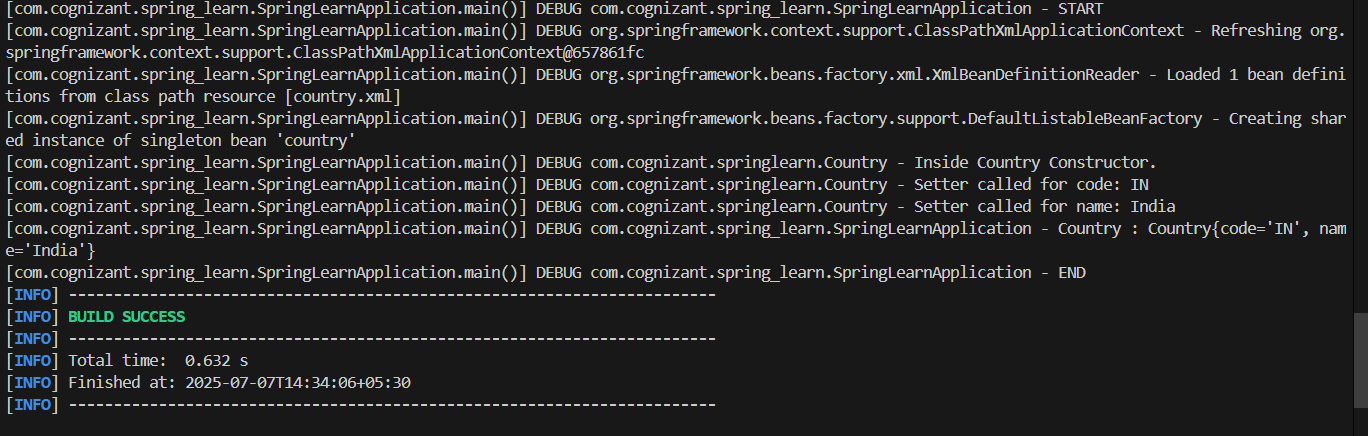 [com.cognizant.spring_learn.SpringLearnApplication.main()] DEBUG com.cognizant.spring_learn.SpringLearnApplication - START
[com.cognizant.spring_learn.SpringLearnApplication.main()] DEBUG org.springframework.context.support.ClassPathXmlApplicationContext - Refreshing org.
springframework.context.support.ClassPathXmlApplicationContext@657861fc
[com.cognizant.spring_learn.SpringLearnApplication.main()] DEBUG org.springframework.beans.factory.xml.XmlBeanDefinitionReader - Loaded 1 bean defini
tions from class path resource [country.xml]
[com.cognizant.spring_learn.SpringLearnApplication.main()] DEBUG org.springframework.beans.factory.support.DefaultListableBeanFactory - Creating shar
ed instance of singleton bean 'country'
[com.cognizant.spring_learn.SpringLearnApplication.main()] DEBUG com.cognizant.springlearn.Country - Inside Country Constructor.
[com.cognizant.spring_learn.SpringLearnApplication.main()] DEBUG com.cognizant.springlearn.Country - Setter called for code: IN
[com.cognizant.spring_learn.SpringLearnApplication.main()] DEBUG com.cognizant.springlearn.Country - Setter called for name: India
[com.cognizant.spring_learn.SpringLearnApplication.main()] DEBUG com.cognizant.spring_learn.SpringLearnApplication - Country : Country{code='IN', nam
e='India'}
[com.cognizant.spring_learn.SpringLearnApplication.main()] DEBUG com.cognizant.spring_learn.SpringLearnApplication - END
[INFO] ------------------------------------------------------------------------
[INFO] BUILD SUCCESS
[INFO] ------------------------------------------------------------------------
[INFO] Total time:  0.632 s
[INFO] Finished at: 2025-07-07T14:34:06+05:30
[INFO] ------------------------------------------------------------------------